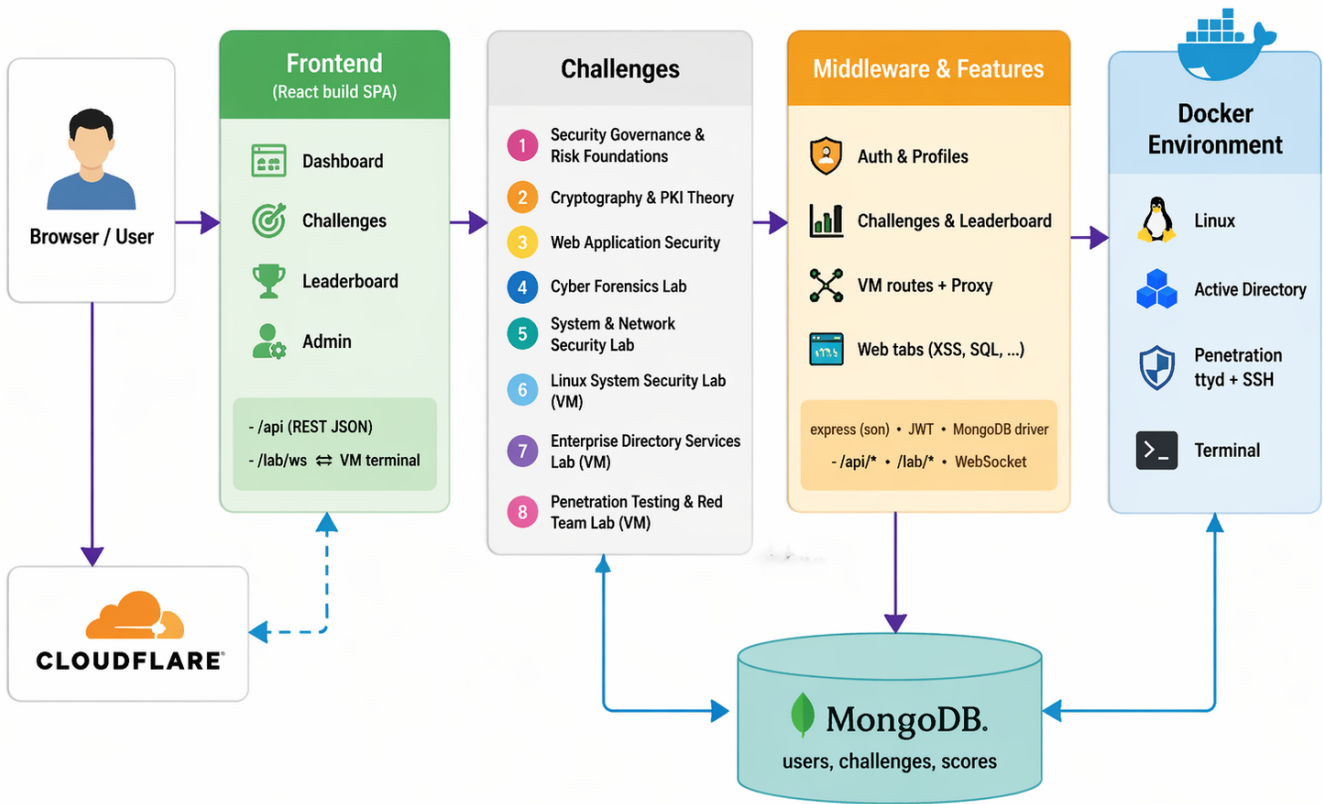 Browser / User
CLOUDFLARE
Frontend
(React build SPA)
Dashboard
Challenges
Leaderboard
Admin
- /api (REST JSON)
- /lab/ws ⇄ VM terminal
Challenges
1 Security Governance &
Risk Foundations
2 Cryptography & PKI Theory
3 Web Application Security
4 Cyber Forensics Lab
5 System & Network
Security Lab
6 Linux System Security Lab
(VM)
7 Enterprise Directory Services
Lab (VM)
8 Penetration Testing & Red
Team Lab (VM)
Middleware & Features
Auth & Profiles
Challenges & Leaderboard
VM routes + Proxy
Web tabs (XSS, SQL, ...)
express (son) • JWT • MongoDB driver
- /api/* • /lab/* • WebSocket
Docker
Environment
Linux
Active Directory
Penetration
ttyd + SSH
>_
Terminal
MongoDB.
users, challenges, scores